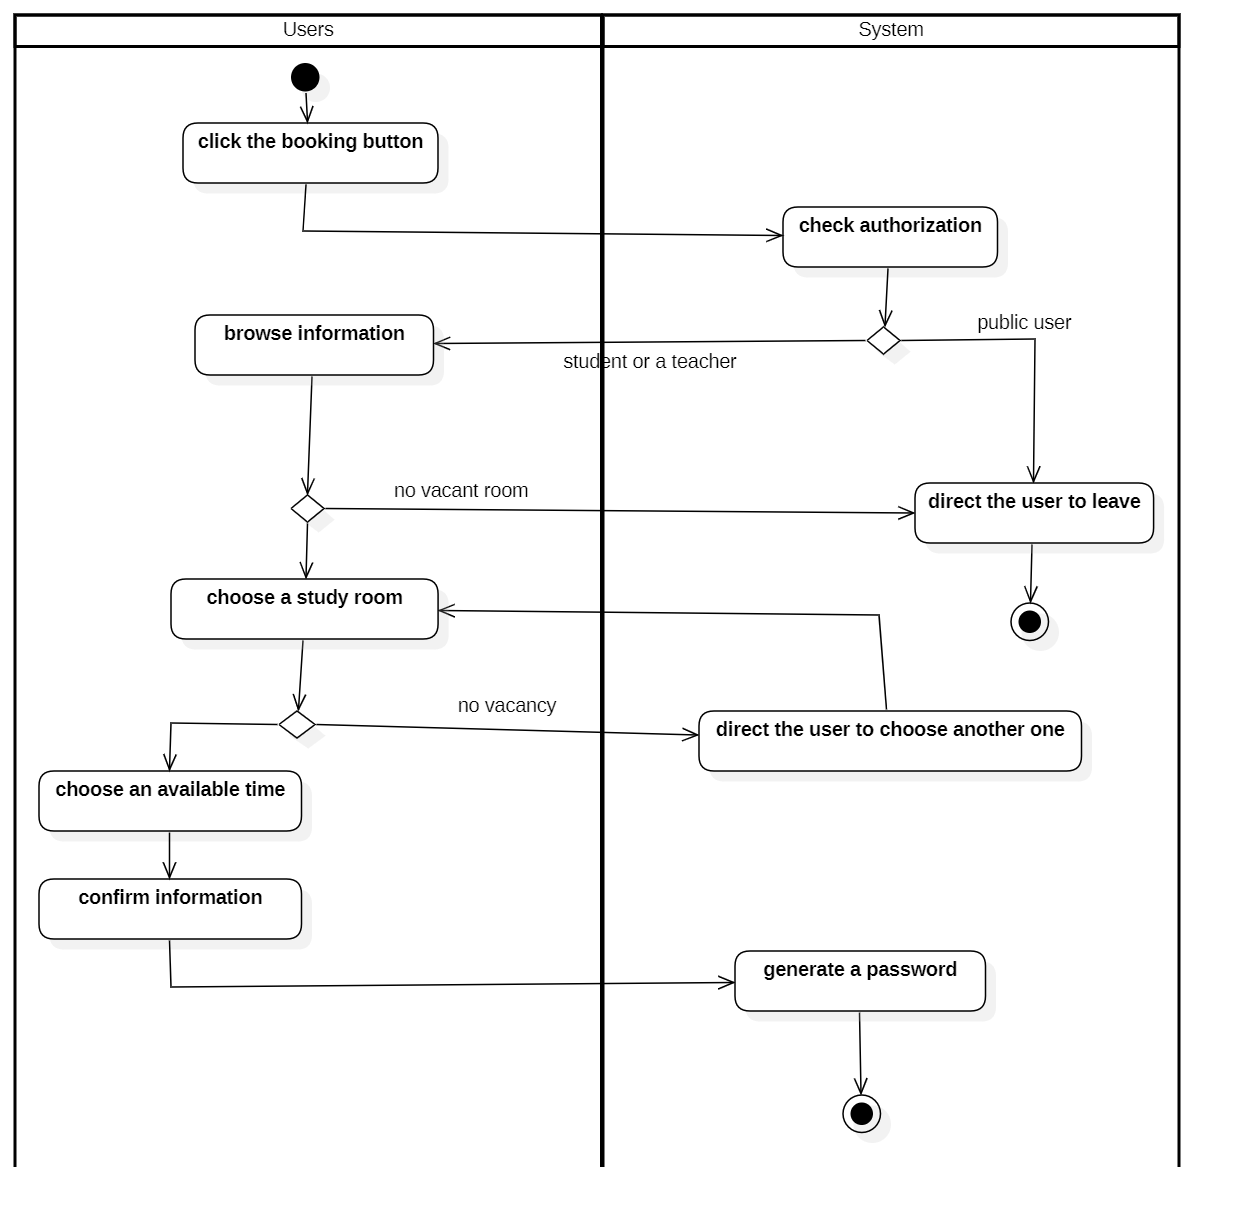 Users
System
click the booking button
check authorization
public user
browse information
student or a teacher
no vacant room
direct the user to leave
choose a study room
no vacancy
direct the user to choose another one
choose an available time
confirm information
generate a password